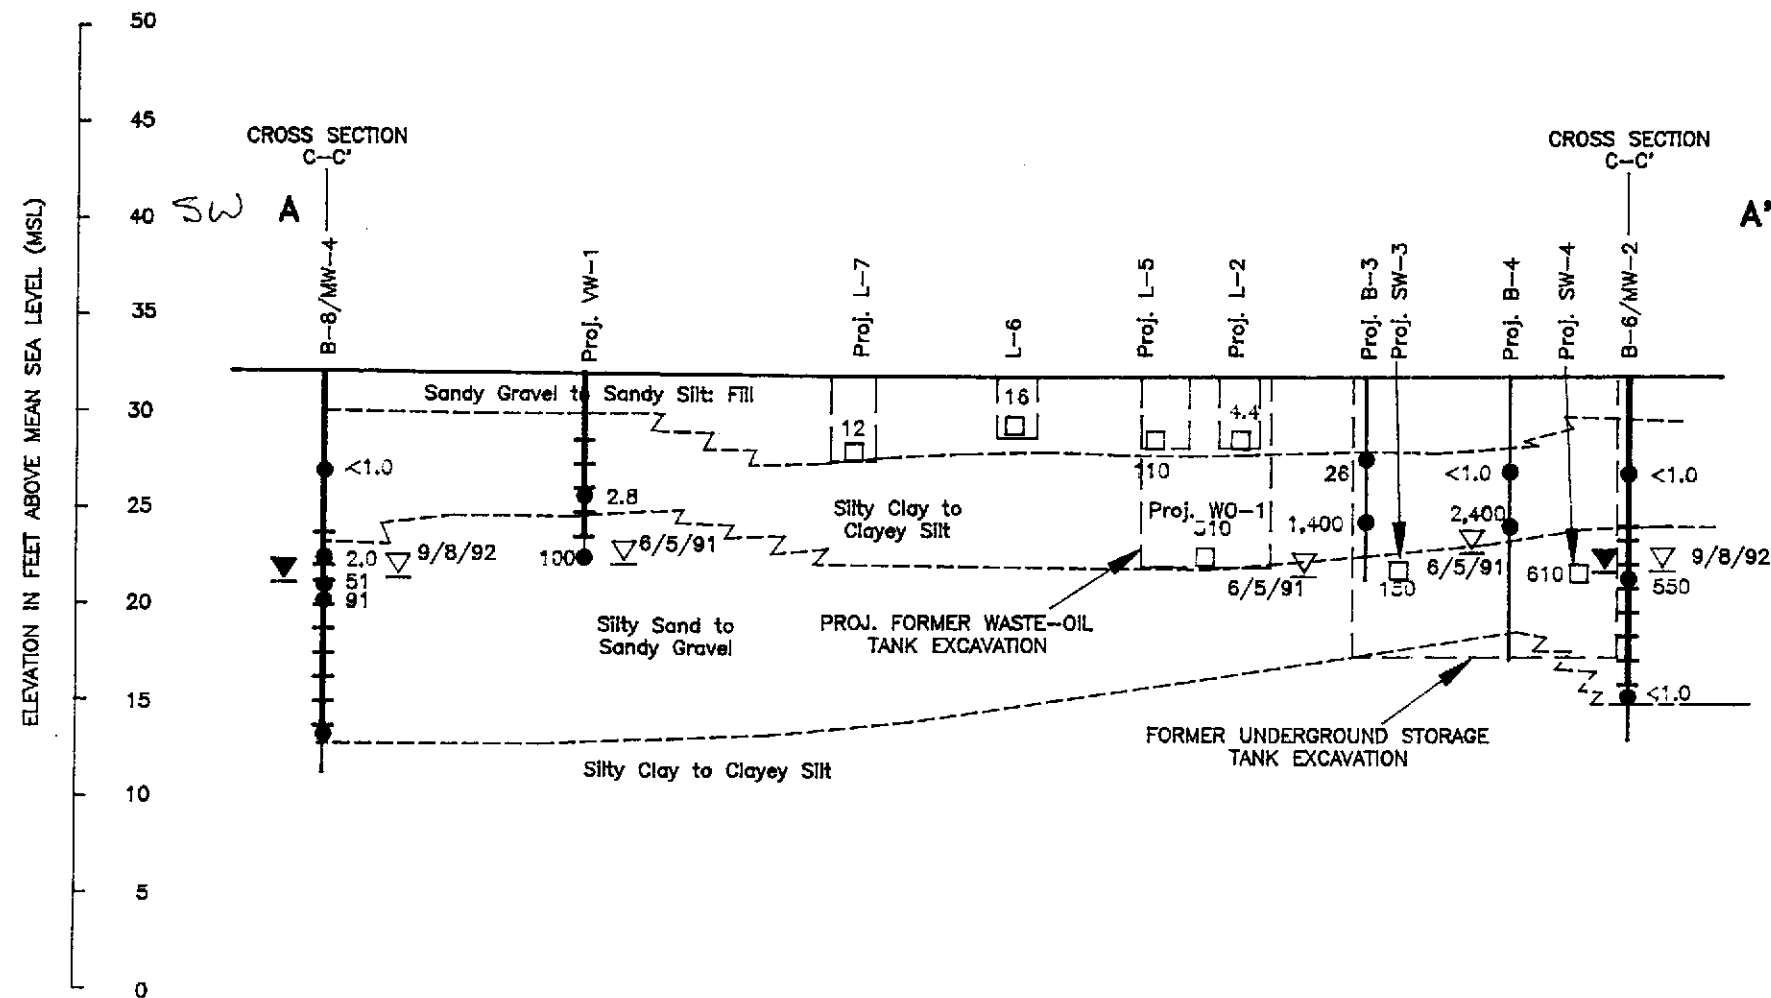 50
45
40
35
30
25
20
15
10
5
0
ELEVATION IN FEET ABOVE MEAN SEA LEVEL (MSL)
CROSS SECTION
C-C'
CROSS SECTION
C-C'
SW
A
A'
B-8/MW-4
Proj. VW-1
Proj. L-7
L-6
Proj. L-5
Proj. L-2
Proj. B-3
Proj. SW-3
Proj. B-4
Proj. SW-4
B-6/MW-2
Sandy Gravel to Sandy Silt: Fill
12
16
110
4.4
<1.0
2.8
26
<1.0
<1.0
Silty Clay to
Clayey Silt
Proj. WO-1
1,400
2,400
2.0
51
91
9/8/92
100
6/5/91
6/5/91
6/5/91
610
550
9/8/92
Silty Sand to
Sandy Gravel
PROJ. FORMER WASTE-OIL
TANK EXCAVATION
<1.0
FORMER UNDERGROUND STORAGE
TANK EXCAVATION
Silty Clay to Clayey Silt